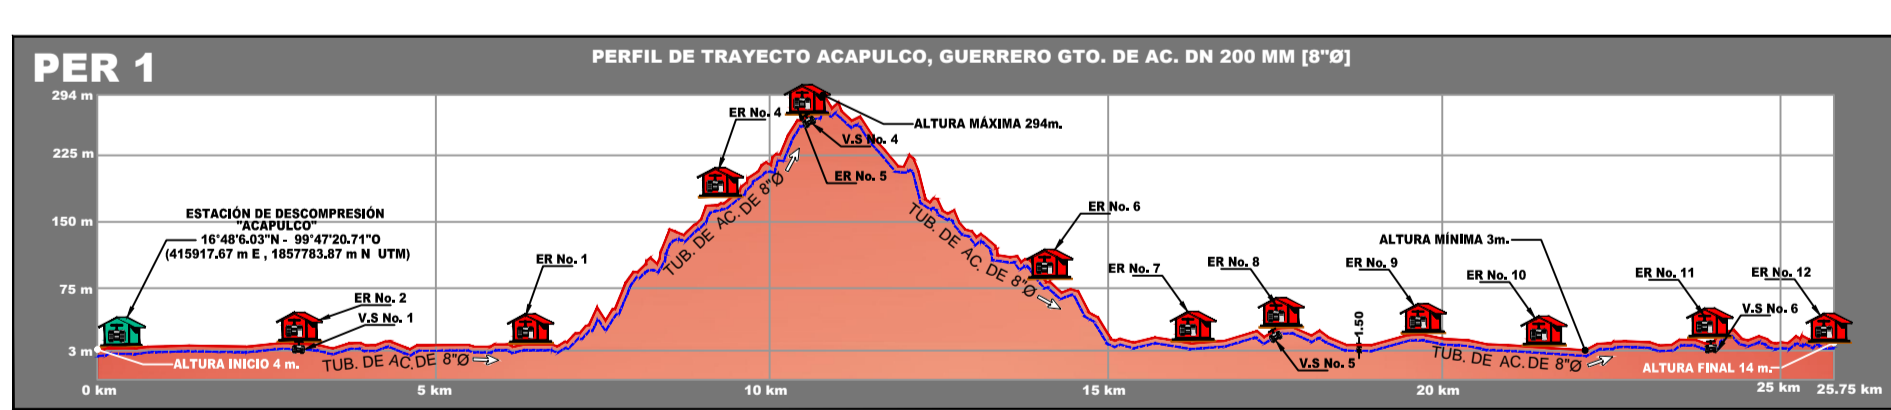 PER 1
PERFIL DE TRAYECTO ACAPULCO, GUERRERO GTO. DE AC. DN 200 MM [8"Ø]
294 m
225 m
150 m
75 m
3 m
ESTACIÓN DE DESCOMPRESIÓN
"ACAPULCO"
16°48'6.03"N - 99°47'20.71"O
(415917.67 m E , 1857783.87 m N UTM)
ALTURA INICIO 4 m.
ER No. 2
V.S No. 1
TUB. DE AC. DE 8"Ø
ER No. 1
TUB. DE AC. DE 8"Ø
ER No. 4
ALTURA MÁXIMA 294m.
V.S No. 4
ER No. 5
TUB. DE AC. DE 8"Ø
ER No. 6
ER No. 7
ER No. 8
V.S No. 5
1.50
ER No. 9
ALTURA MÍNIMA 3m.
ER No. 10
TUB. DE AC. DE 8"Ø
ER No. 11
V.S No. 6
ER No. 12
ALTURA FINAL 14 m.
0 km
5 km
10 km
15 km
20 km
25 km
25.75 km